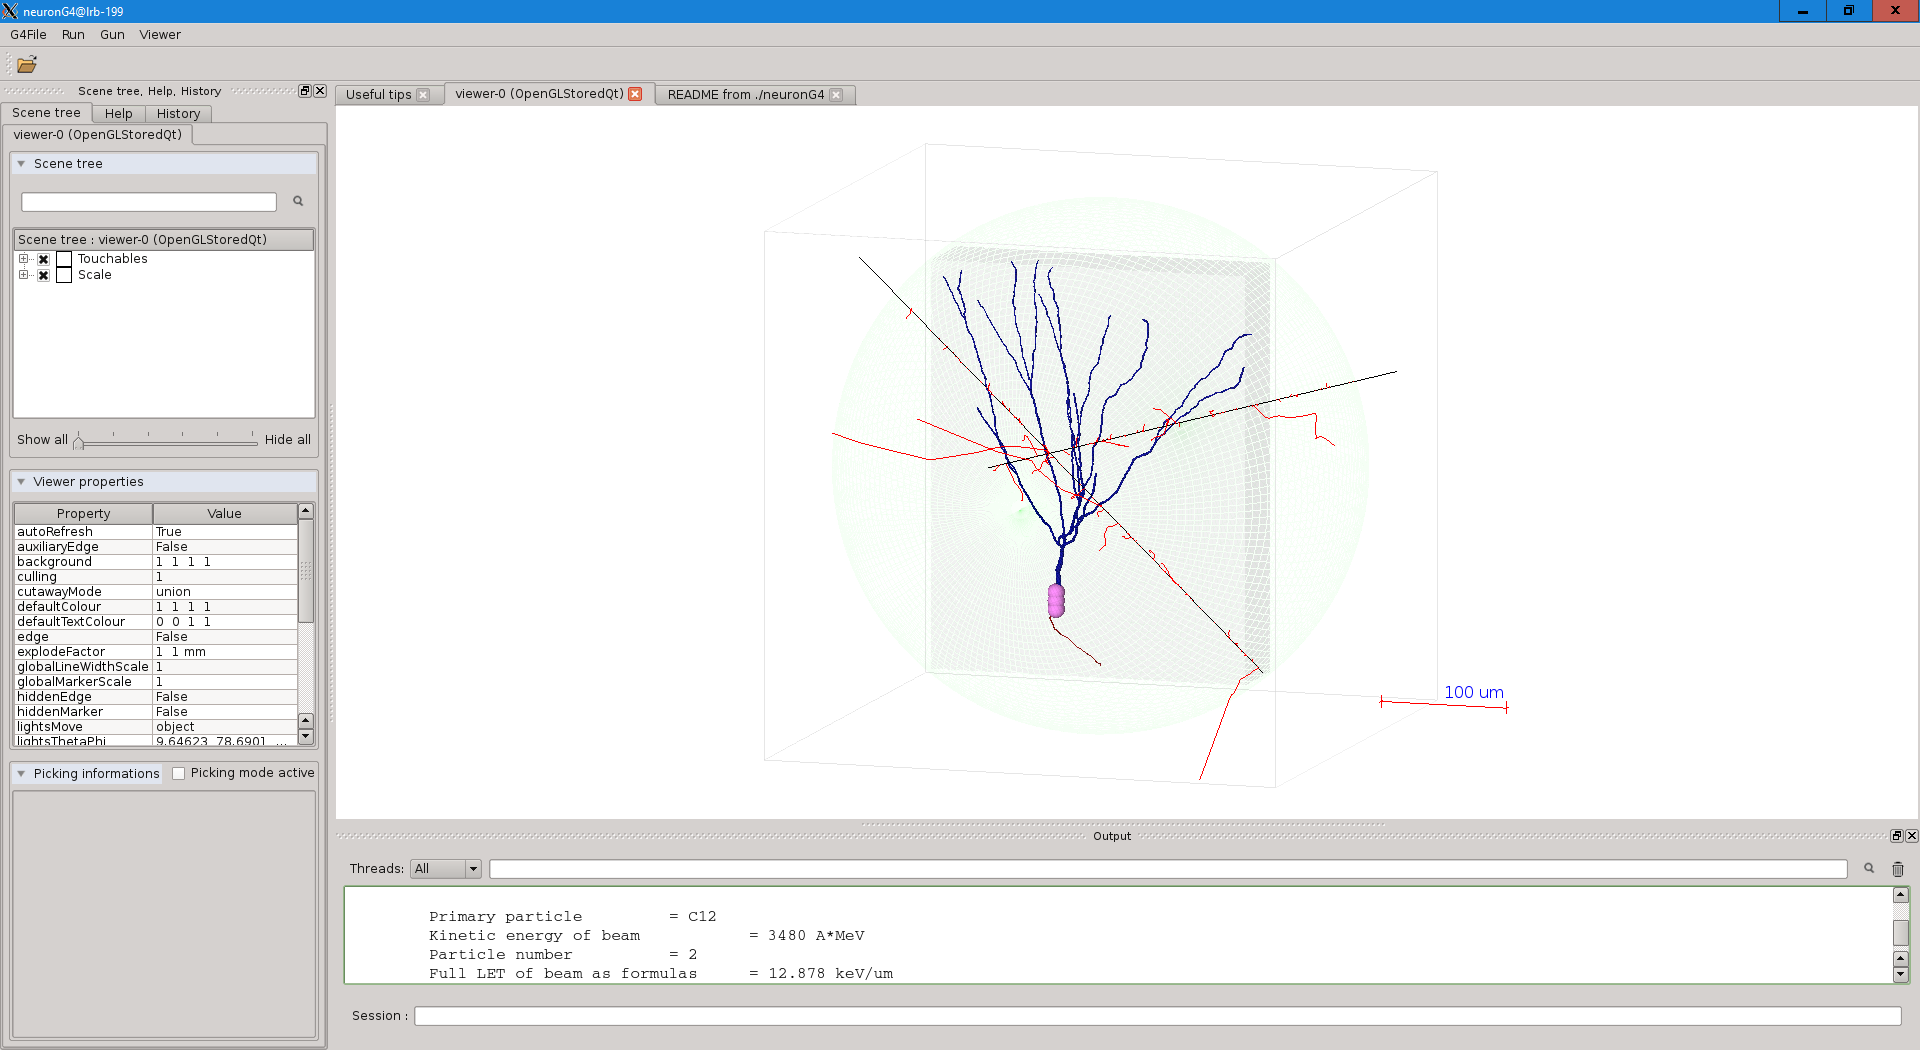 neuronG4@lrb-199
G4File Run Gun Viewer
Scene tree, Help, History
Scene tree Help History
viewer-0 (OpenGLStoredQt)
Scene tree
Scene tree : viewer-0 (OpenGLStoredQt)
Touchables
Scale
Show all Hide all
Viewer properties
Property Value
autoRefresh True
auxiliaryEdge False
background 1 1 1 1
culling 1
cutawayMode union
defaultColour 1 1 1 1
defaultTextColour 0 0 1 1
edge False
explodeFactor 1 1 mm
globalLineWidthScale 1
globalMarkerScale 1
hiddenEdge False
hiddenMarker False
lightsMove object
lightsThetaPhi 9.64623 78.6901 ...
Picking informations Picking mode active
Useful tips viewer-0 (OpenGLStoredQt) README from ./neuronG4
100 um
Output
Threads: All
Primary particle = C12
Kinetic energy of beam = 3480 A*MeV
Particle number = 2
Full LET of beam as formulas = 12.878 keV/um
Session :